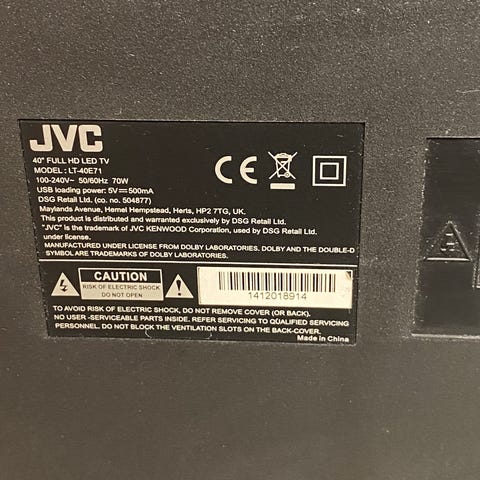 JVC
40" FULL HD LED TV
MODEL: LT-40E71
100-240V~ 50/60Hz 70W
USB loading power: 5V⎓500mA
DSG Retail Ltd. (co. no. 504877)
Maylands Avenue, Hemel Hempstead, Herts, HP2 7TG, UK.
This product is distributed and warranted exclusively by DSG Retail Ltd.
"JVC" is the trademark of JVC KENWOOD Corporation, used by DSG Retail Ltd.
under license.
MANUFACTURED UNDER LICENSE FROM DOLBY LABORATORIES. DOLBY AND THE DOUBLE-D
SYMBOL ARE TRADEMARKS OF DOLBY LABORATORIES.
CE
CAUTION
RISK OF ELECTRIC SHOCK
DO NOT OPEN
1412018914
TO AVOID RISK OF ELECTRIC SHOCK, DO NOT REMOVE COVER (OR BACK).
NO USER -SERVICEABLE PARTS INSIDE. REFER SERVICING TO QUALIFIED SERVICING
PERSONNEL. DO NOT BLOCK THE VENTILATION SLOTS ON THE BACK-COVER.
Made in China